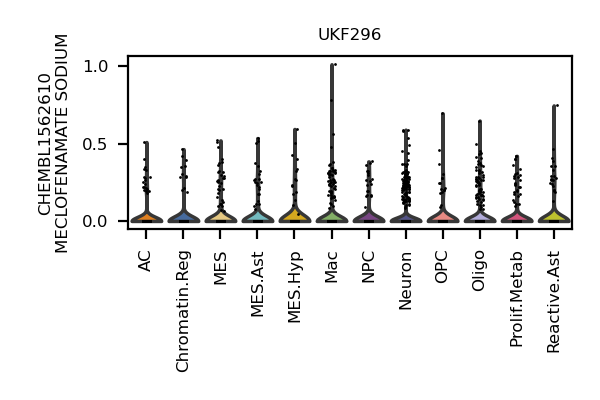 UKF296
CHEMBL1562610
MECLOFENAMATE SODIUM
1.0
0.5
0.0
AC
Chromatin.Reg
MES
MES.Ast
MES.Hyp
Mac
NPC
Neuron
OPC
Oligo
Prolif.Metab
Reactive.Ast